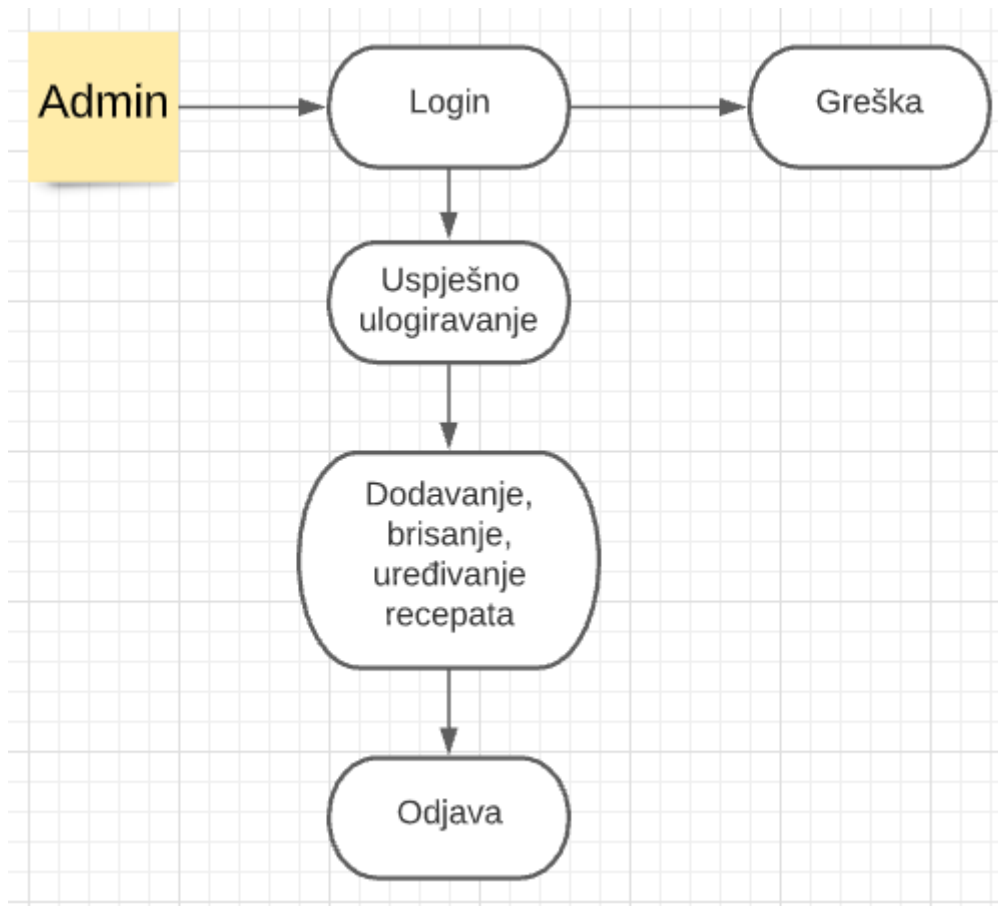 Admin
Login
Greška
Uspješno
ulogiravanje
Dodavanje,
brisanje,
uređivanje
recepata
Odjava